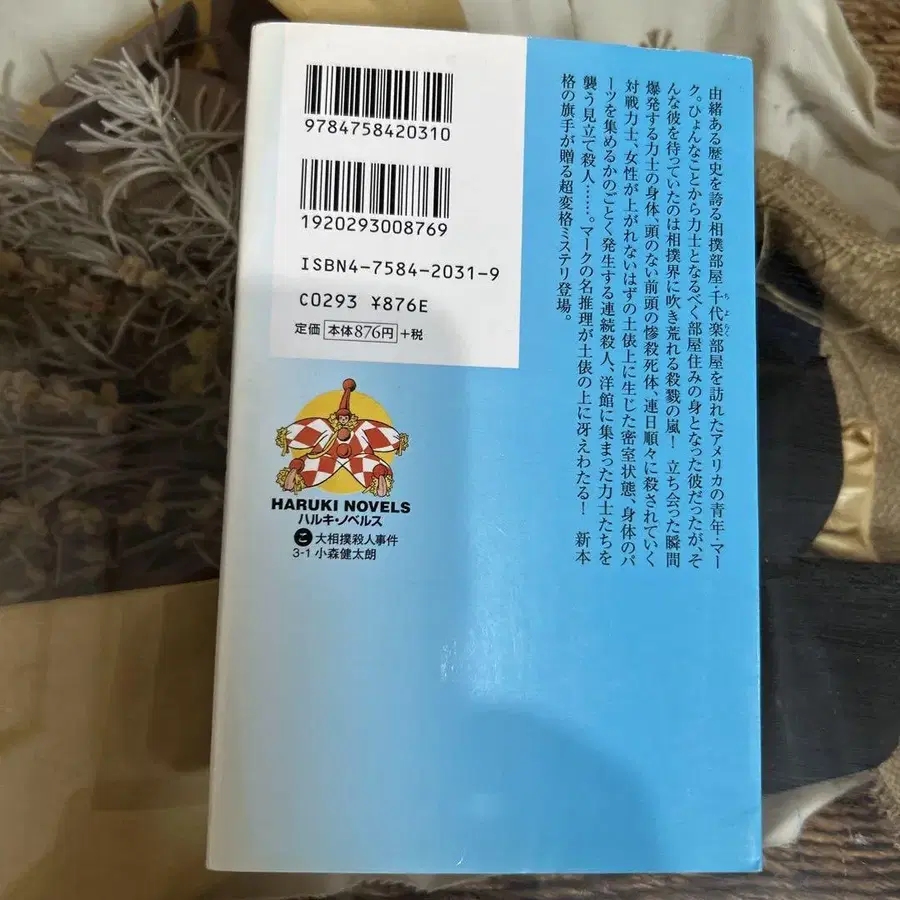 由緒ある歴史を誇る相撲部屋・千代楽部屋を訪れたアメリカの青年・マー
ク。ひょんなことから力士となるべく部屋住みの身となった彼だったが、そ
んな彼を待っていたのは相撲界に吹き荒れる殺戮の嵐！　立ち会った瞬間
爆発する力士の身体、頭のない前頭の惨殺死体、連日順々に殺されていく
対戦力士、女性が上がれないはずの土俵上に生じた密室状態、身体のパ
ーツを集めるかのごとく発生する連続殺人、洋館に集まった力士たちを
襲う見立て殺人……。マークの名推理が土俵の上に冴えわたる！　新本
格の旗手が贈る超変格ミステリ登場。
9784758420310
1920293008769
ISBN4-7584-2031-9
C0293 ¥876E
定価 本体876円 +税
HARUKI NOVELS
ハルキ・ノベルス
こ 大相撲殺人事件
3-1 小森健太朗